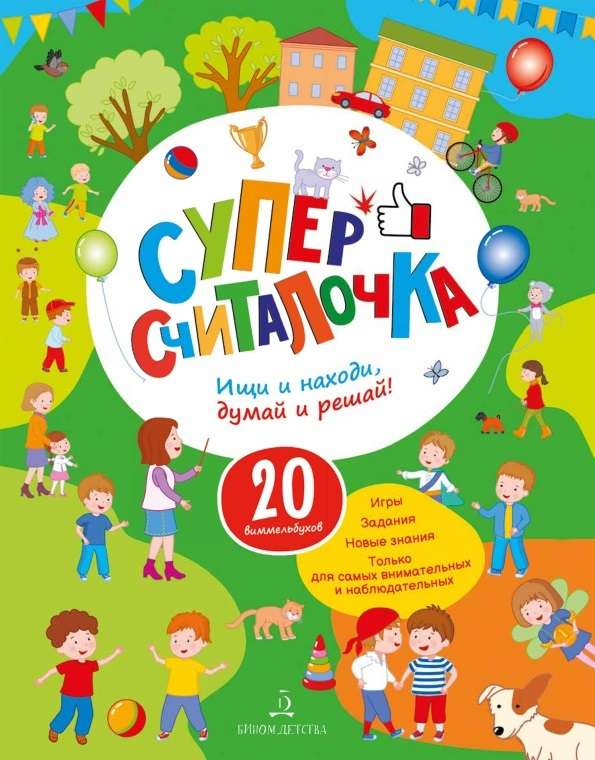 СУПЕР
СЧИТАЛОЧКА
Ищи и находи,
думай и решай!
20
виммельбухов
Игры
Задания
Новые знания
Только
для самых внимательных
и наблюдательных
БИНОМ ДЕТСТВА